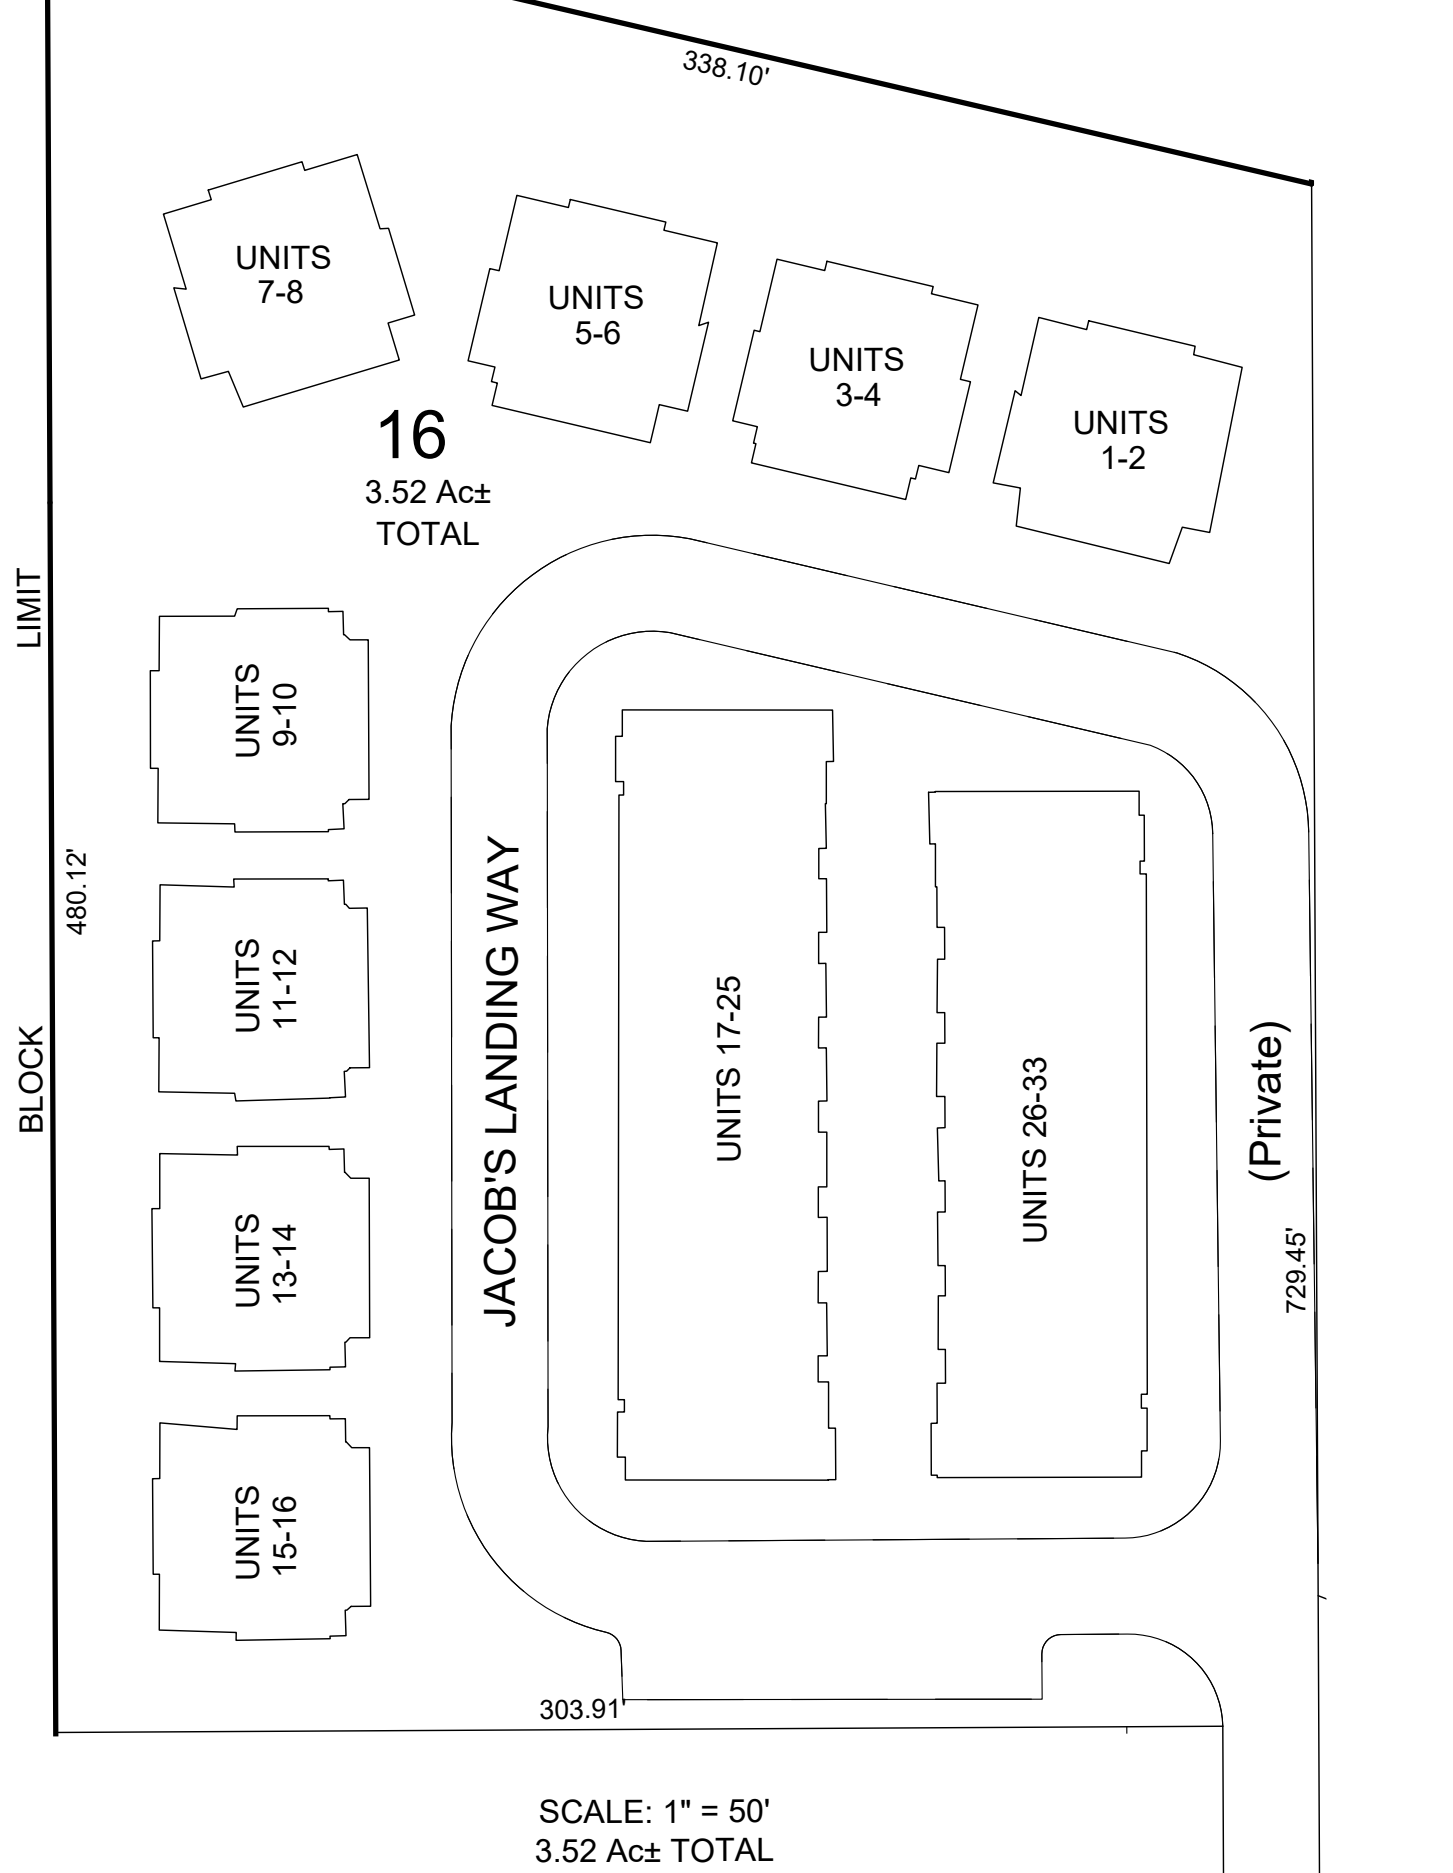 338.10'
UNITS
7-8
UNITS
5-6
UNITS
3-4
UNITS
1-2
16
3.52 Ac±
TOTAL
LIMIT
BLOCK
480.12'
UNITS
9-10
UNITS
11-12
UNITS
13-14
UNITS
15-16
JACOB'S LANDING WAY
UNITS 17-25
UNITS 26-33
(Private)
729.45'
303.91'
SCALE: 1" = 50'
3.52 Ac± TOTAL